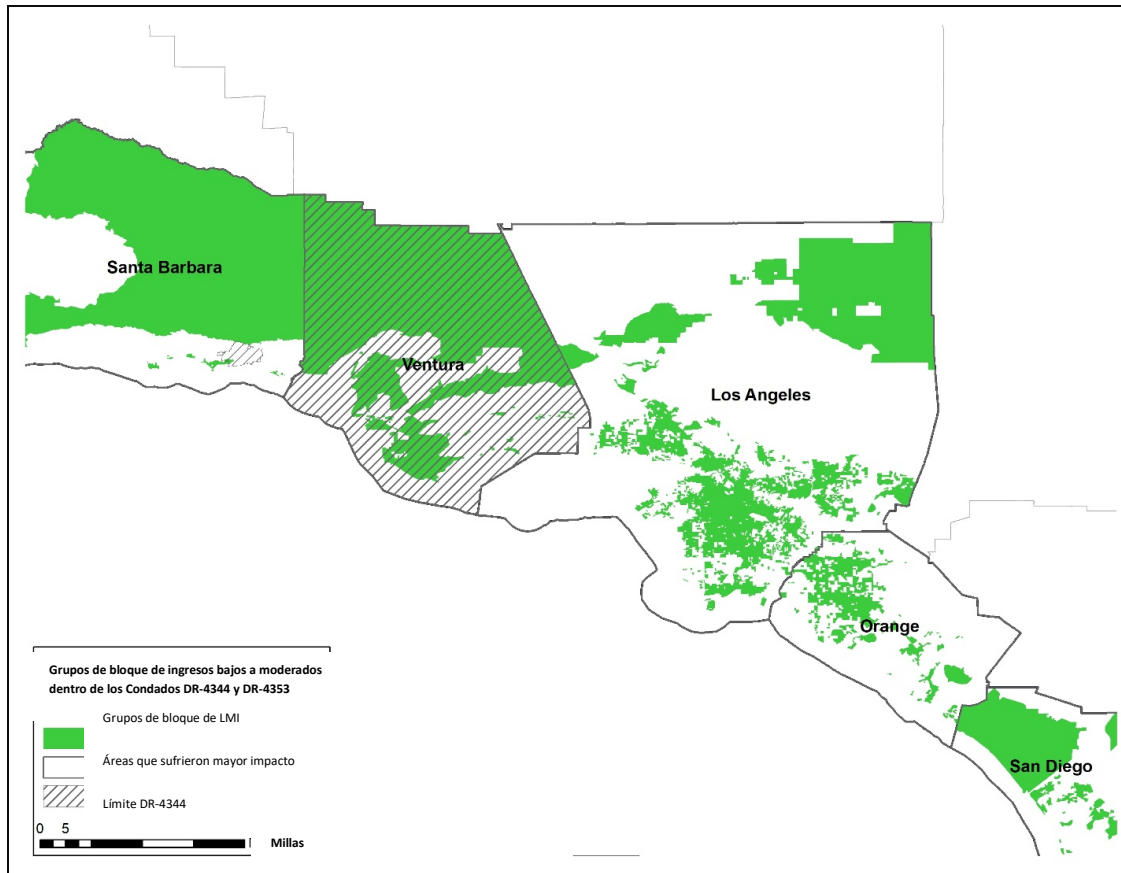 Santa Barbara
Ventura
Los Angeles
Orange
San Diego
Grupos de bloque de ingresos bajos a moderados
dentro de los Condados DR-4344 y DR-4353
Grupos de bloque de LMI
Áreas que sufrieron mayor impacto
Límite DR-4344
0 5
Millas